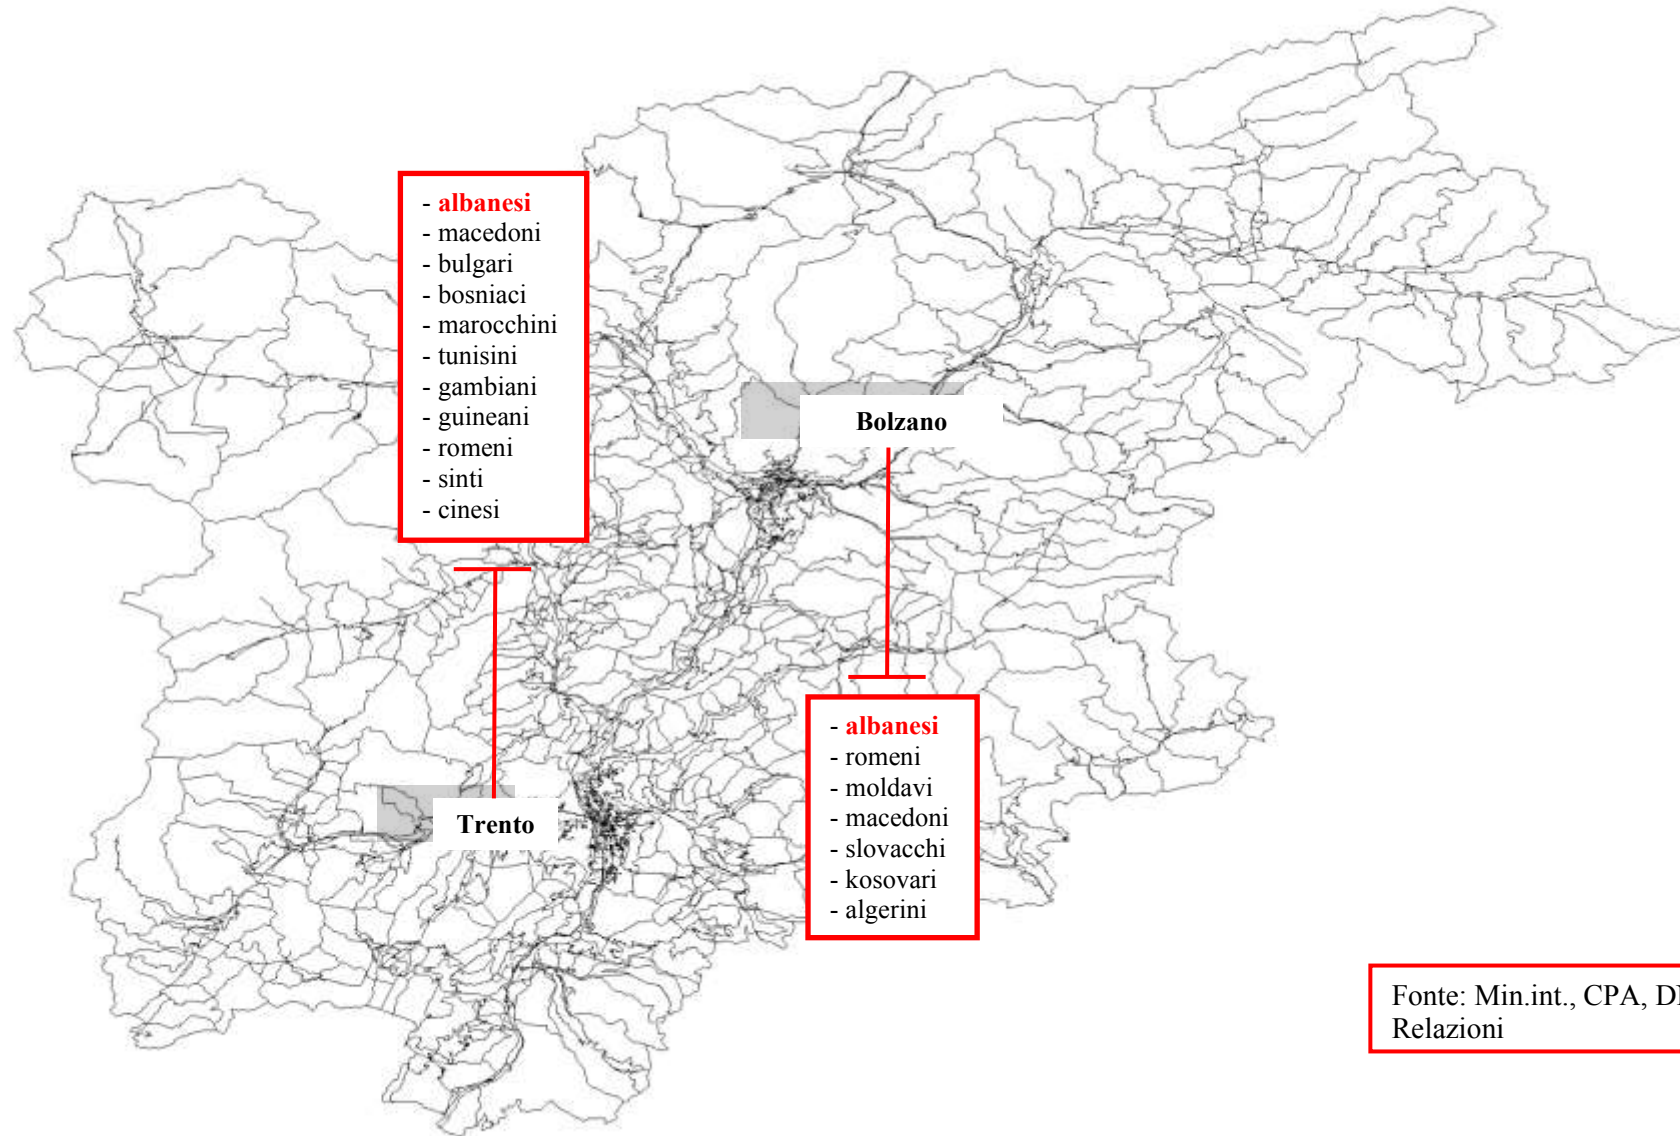 - albanesi
- macedoni
- bulgari
- bosniaci
- marocchini
- tunisini
- gambiani
- guineani
- romeni
- sinti
- cinesi
Bolzano
Trento
- albanesi
- romeni
- moldavi
- macedoni
- slovacchi
- kosovari
- algerini
Fonte: Min.int., CPA,
Relazioni